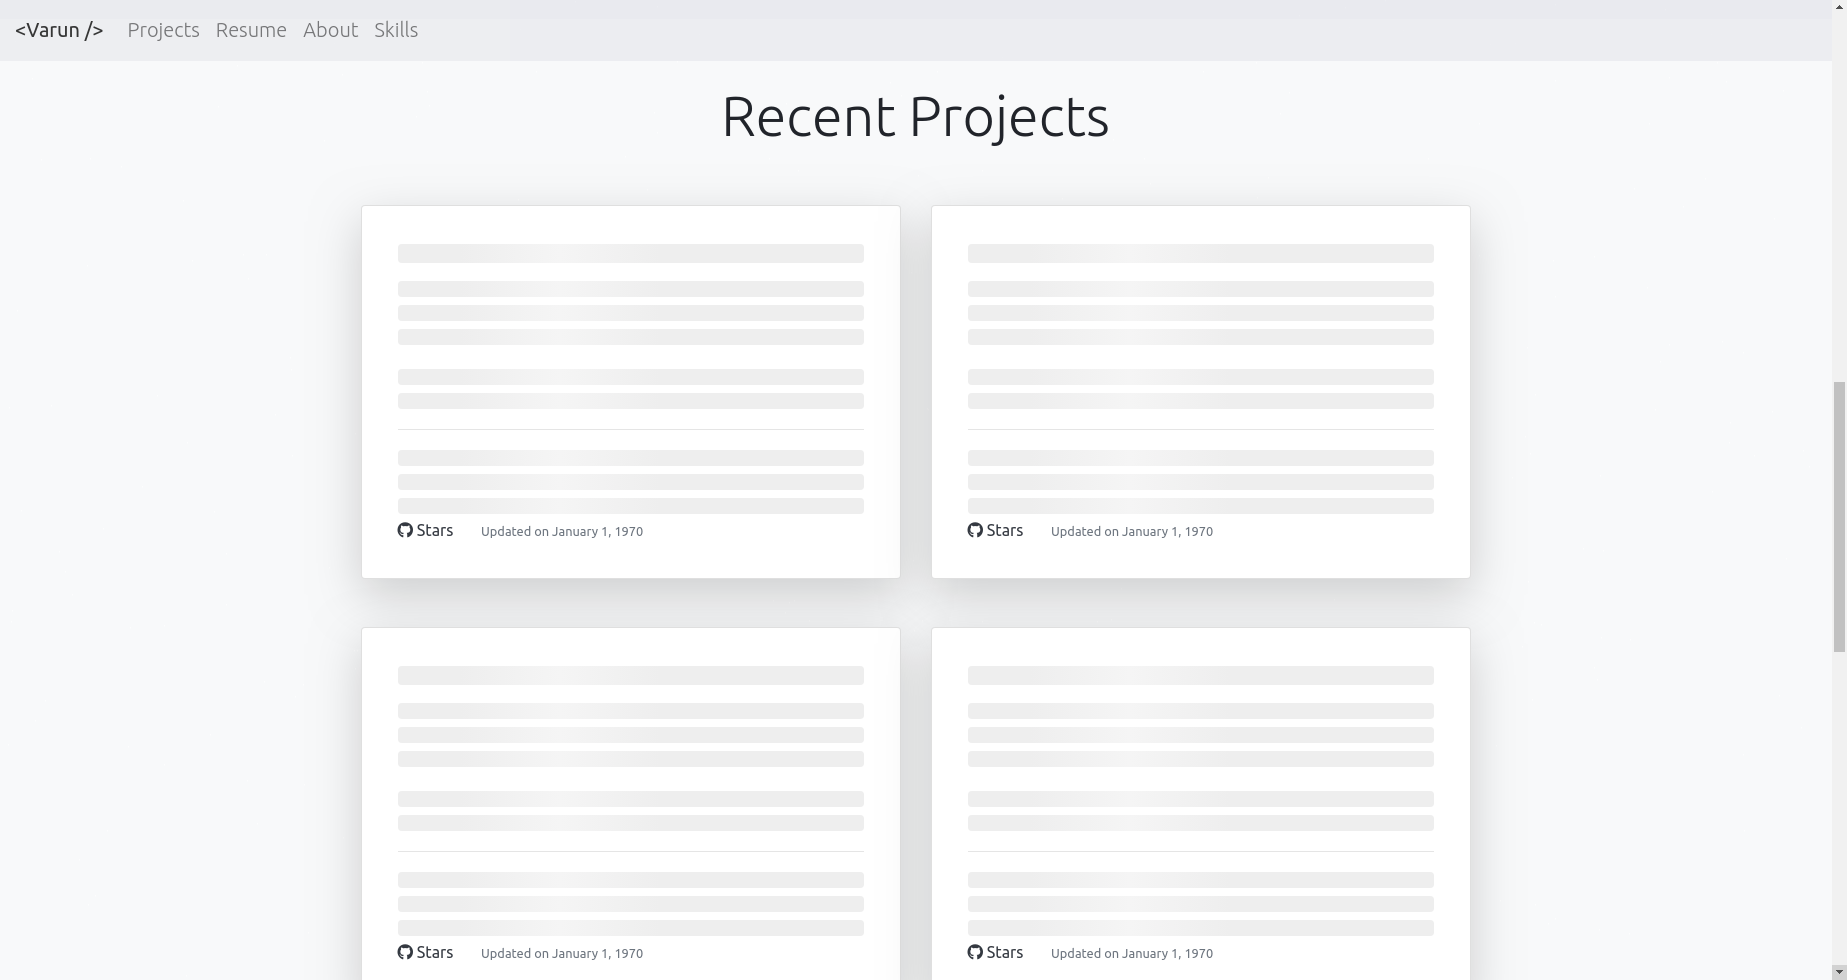 <Varun /> Projects Resume About Skills
Recent Projects
Stars Updated on January 1, 1970
Stars Updated on January 1, 1970
Stars Updated on January 1, 1970
Stars Updated on January 1, 1970